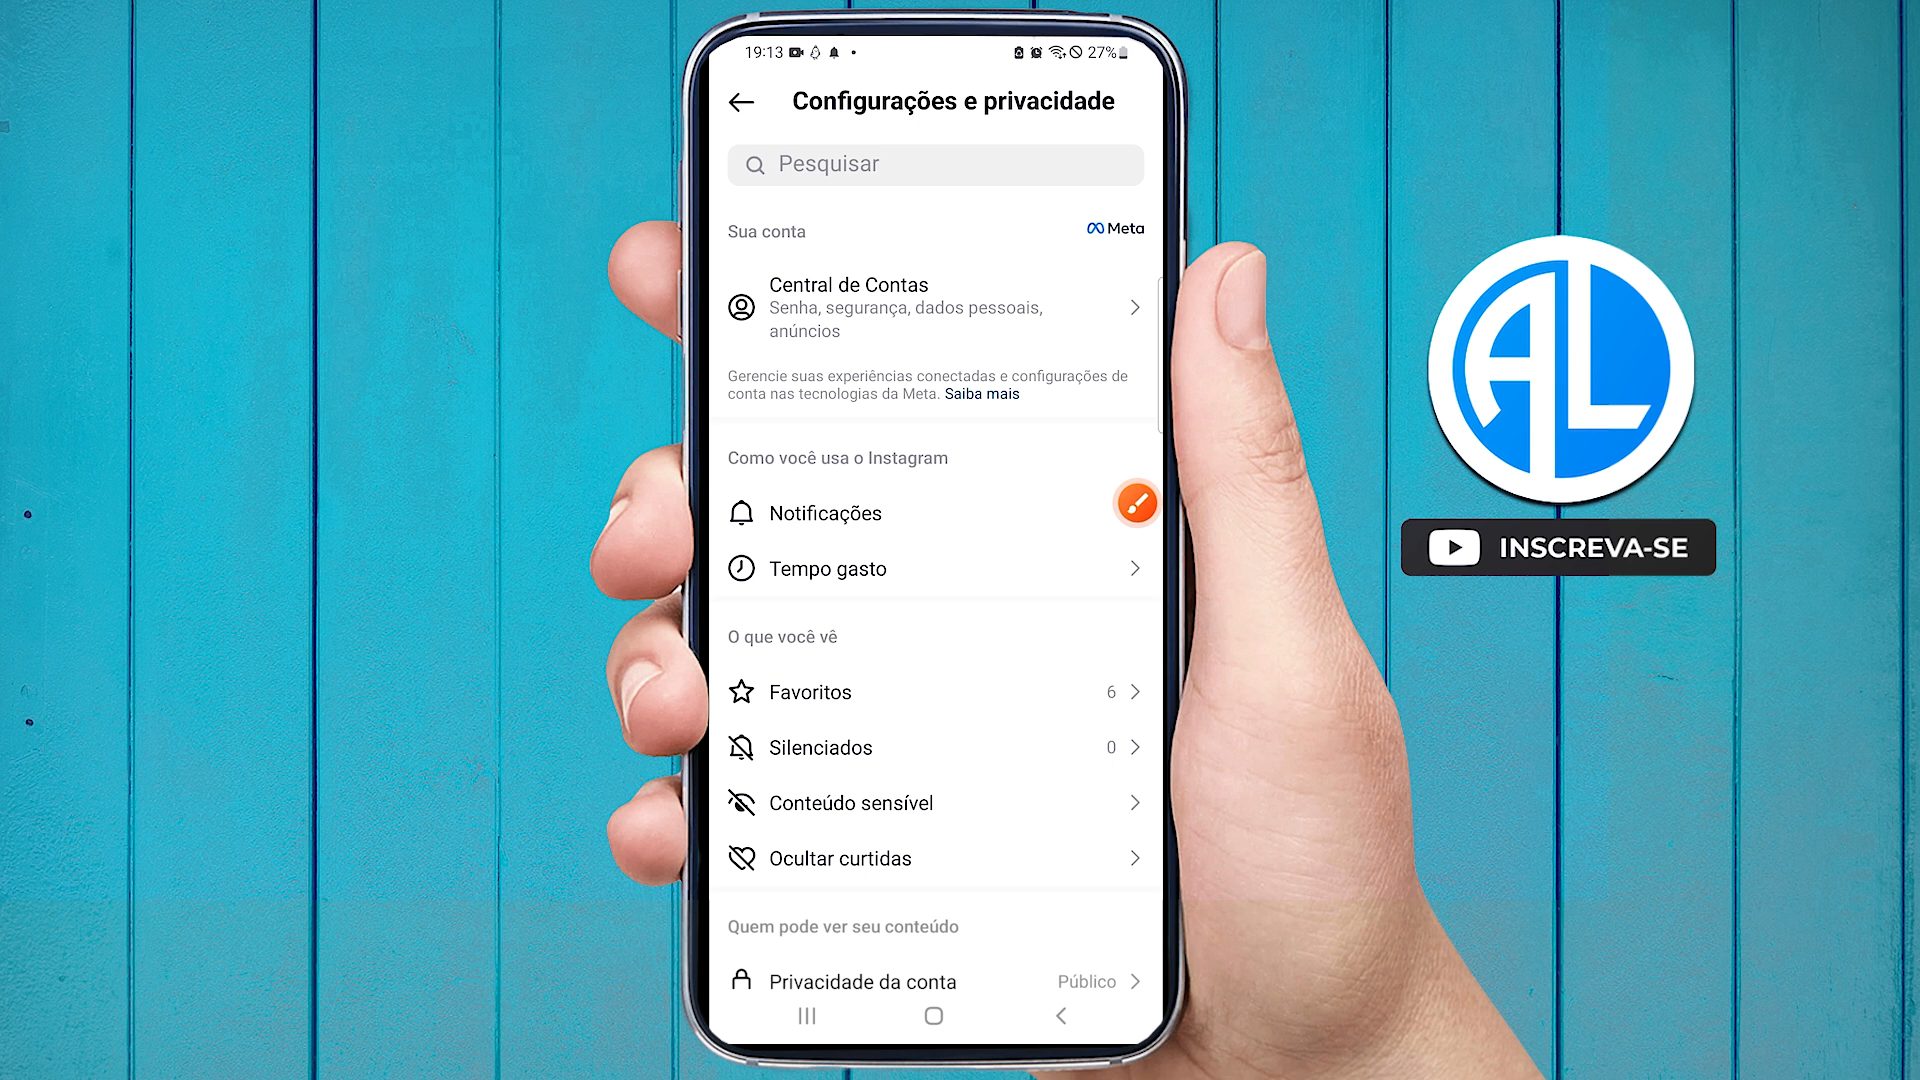 19:13
27%
Configurações e privacidade
Pesquisar
Sua conta
Meta
Central de Contas
Senha, segurança, dados pessoais,
anúncios
Gerencie suas experiências conectadas e configurações de
conta nas tecnologias da Meta. Saiba mais
Como você usa o Instagram
Notificações
Tempo gasto
O que você vê
Favoritos 6
Silenciados 0
Conteúdo sensível
Ocultar curtidas
Quem pode ver seu conteúdo
Privacidade da conta Público
AL
INSCREVA-SE